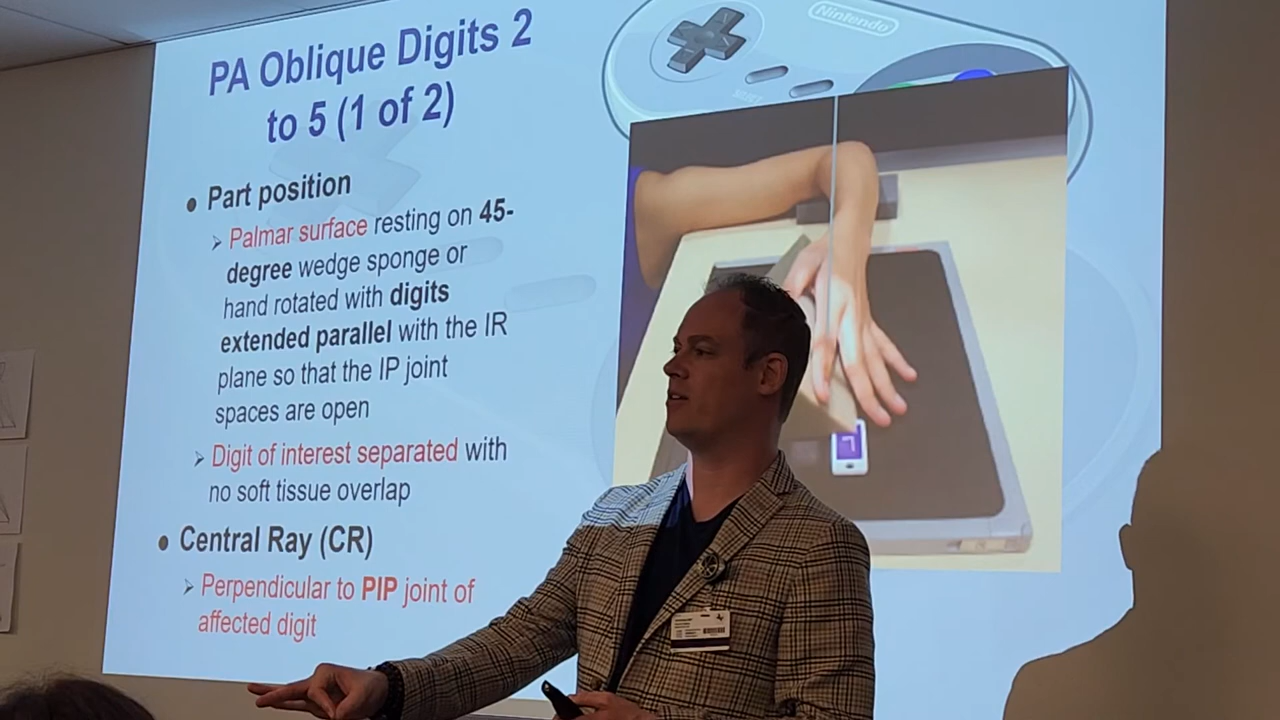 PA Oblique Digits 2
to 5 (1 of 2)
Nintendo
• Part position
➢ Palmar surface resting on 45-
degree wedge sponge or
hand rotated with digits
extended parallel with the IR
plane so that the IP joint
spaces are open
➢ Digit of interest separated with
no soft tissue overlap
• Central Ray (CR)
➢ Perpendicular to PIP joint of
affected digit
L